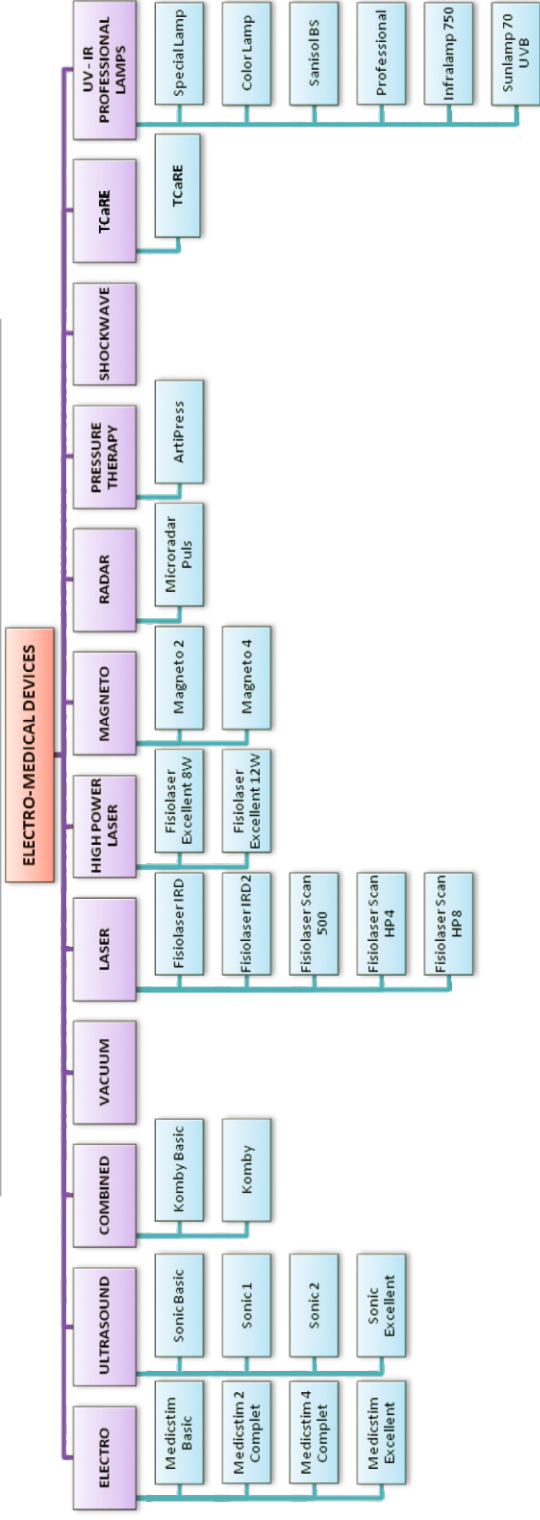 ELECTRO-MEDICAL DEVICES
ELECTRO
Medicstim
Basic
Medicstim 2
Complet
Medicstim 4
Complet
Medicstim
Excellent
ULTRASOUND
Sonic Basic
Sonic 1
Sonic 2
Sonic
Excellent
COMBINED
Komby Basic
Komby
VACUUM
LASER
Fisiolaser IRD
Fisiolaser IRD2
Fisiolaser Scan
500
Fisiolaser Scan
HP4
Fisiolaser Scan
HP8
HIGH POWER
LASER
Fisiolaser
Excellent 8W
Fisiolaser
Excellent 12W
MAGNETO
Magneto 2
Magneto 4
RADAR
Microradar
Puls
PRESSURE
THERAPY
ArtiPress
SHOCKWAVE
TCaRE
TCaRE
UV - IR
PROFESSIONAL
LAMPS
Special Lamp
Color Lamp
Sanisol BS
Professional
Infralamp 750
Sunlamp 70
UVB